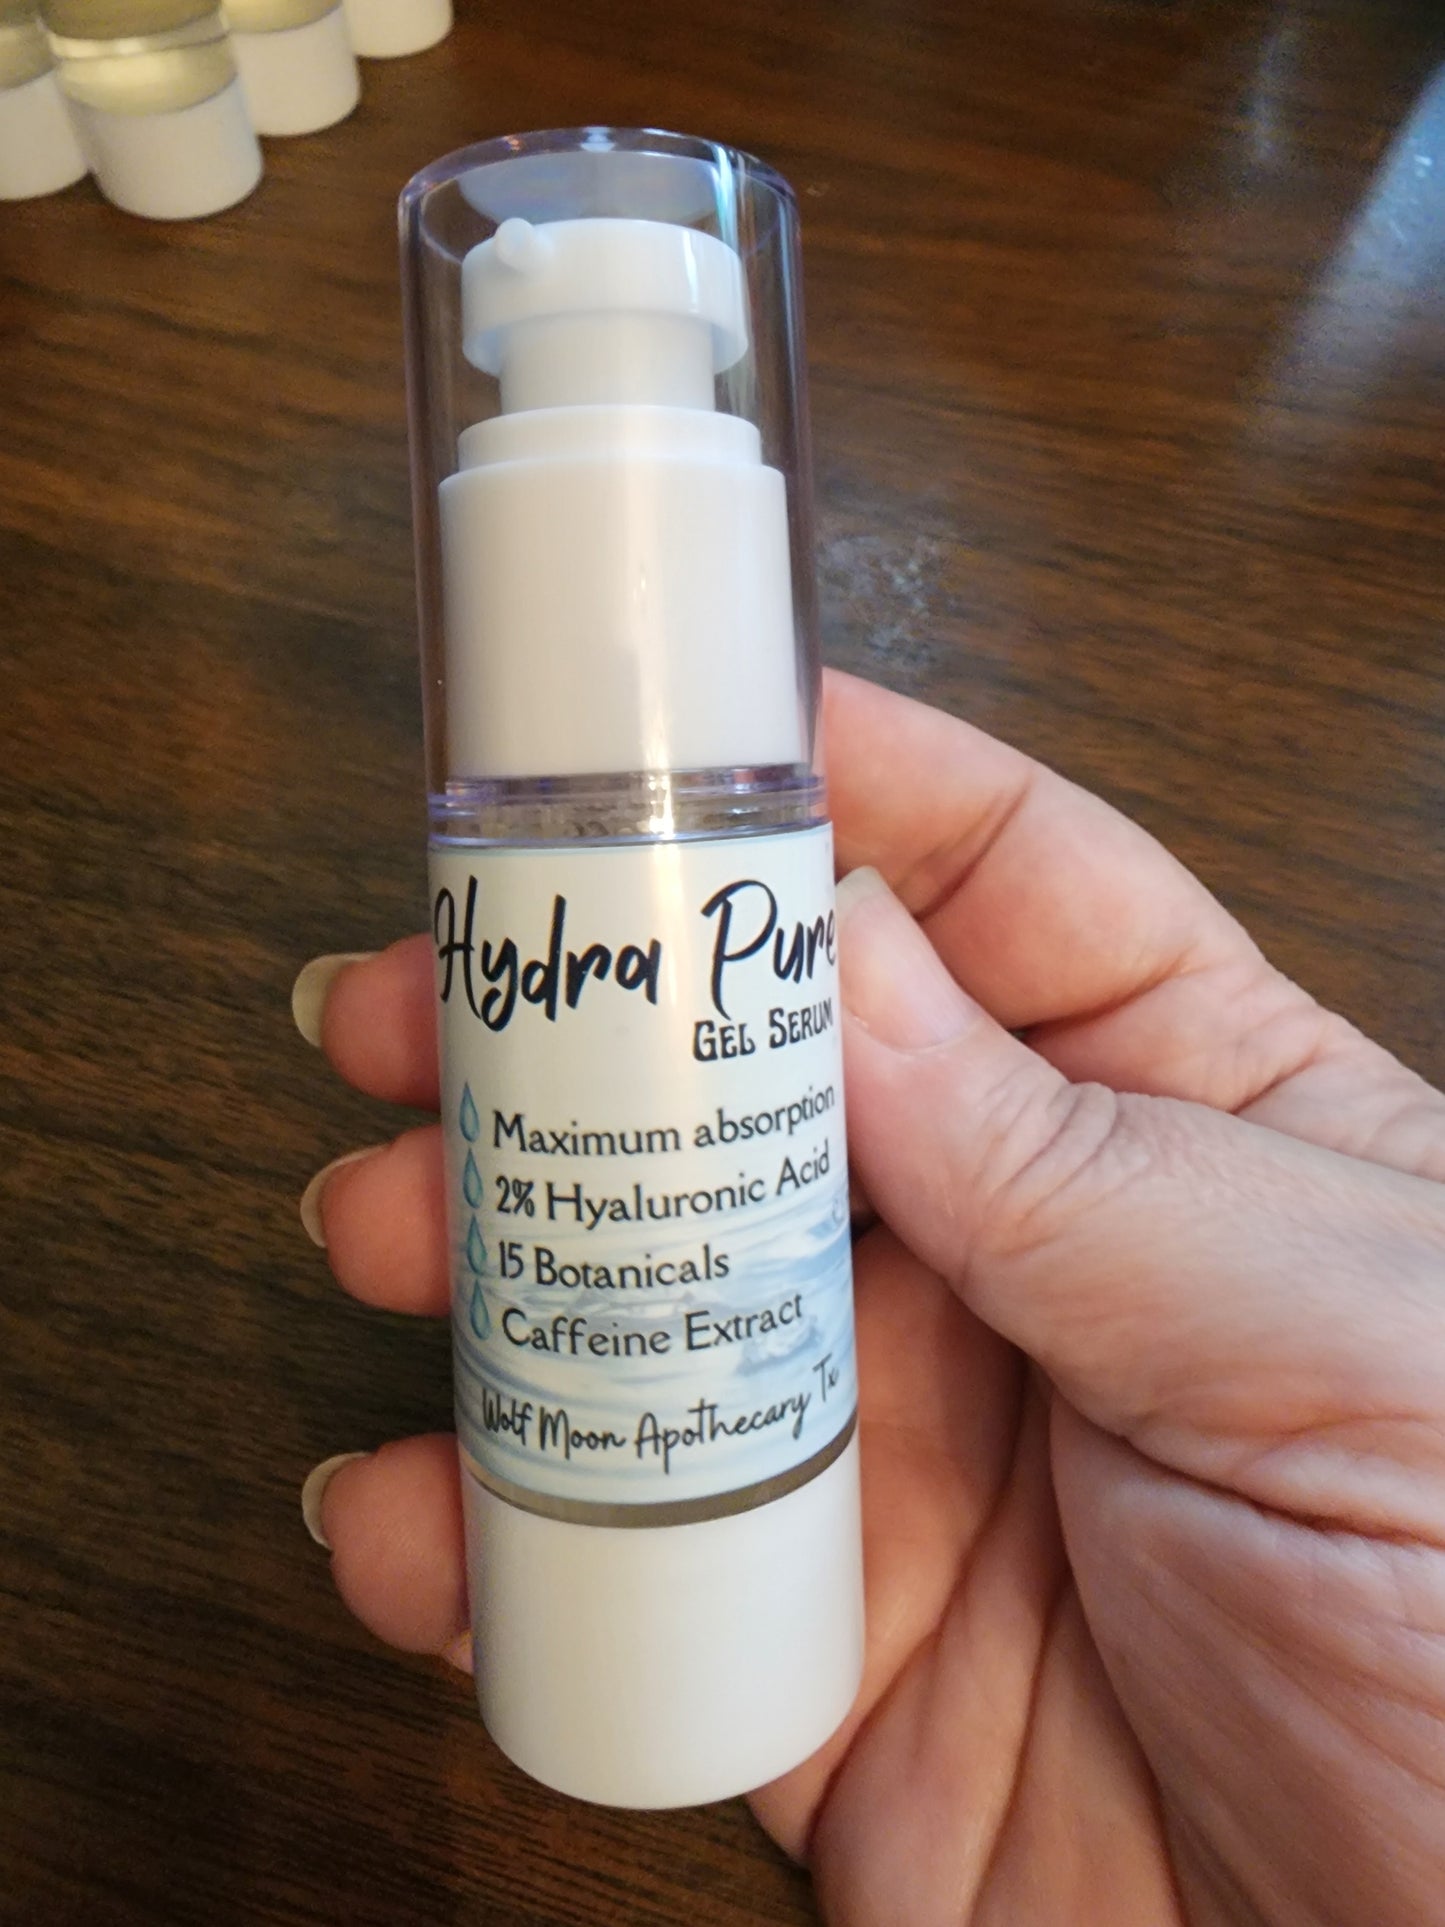 Hydra Pure
GEL SERUM
Maximum absorption
2% Hyaluronic Acid
15 Botanicals
Caffeine Extract
Wolf Moon Apothecary Tx